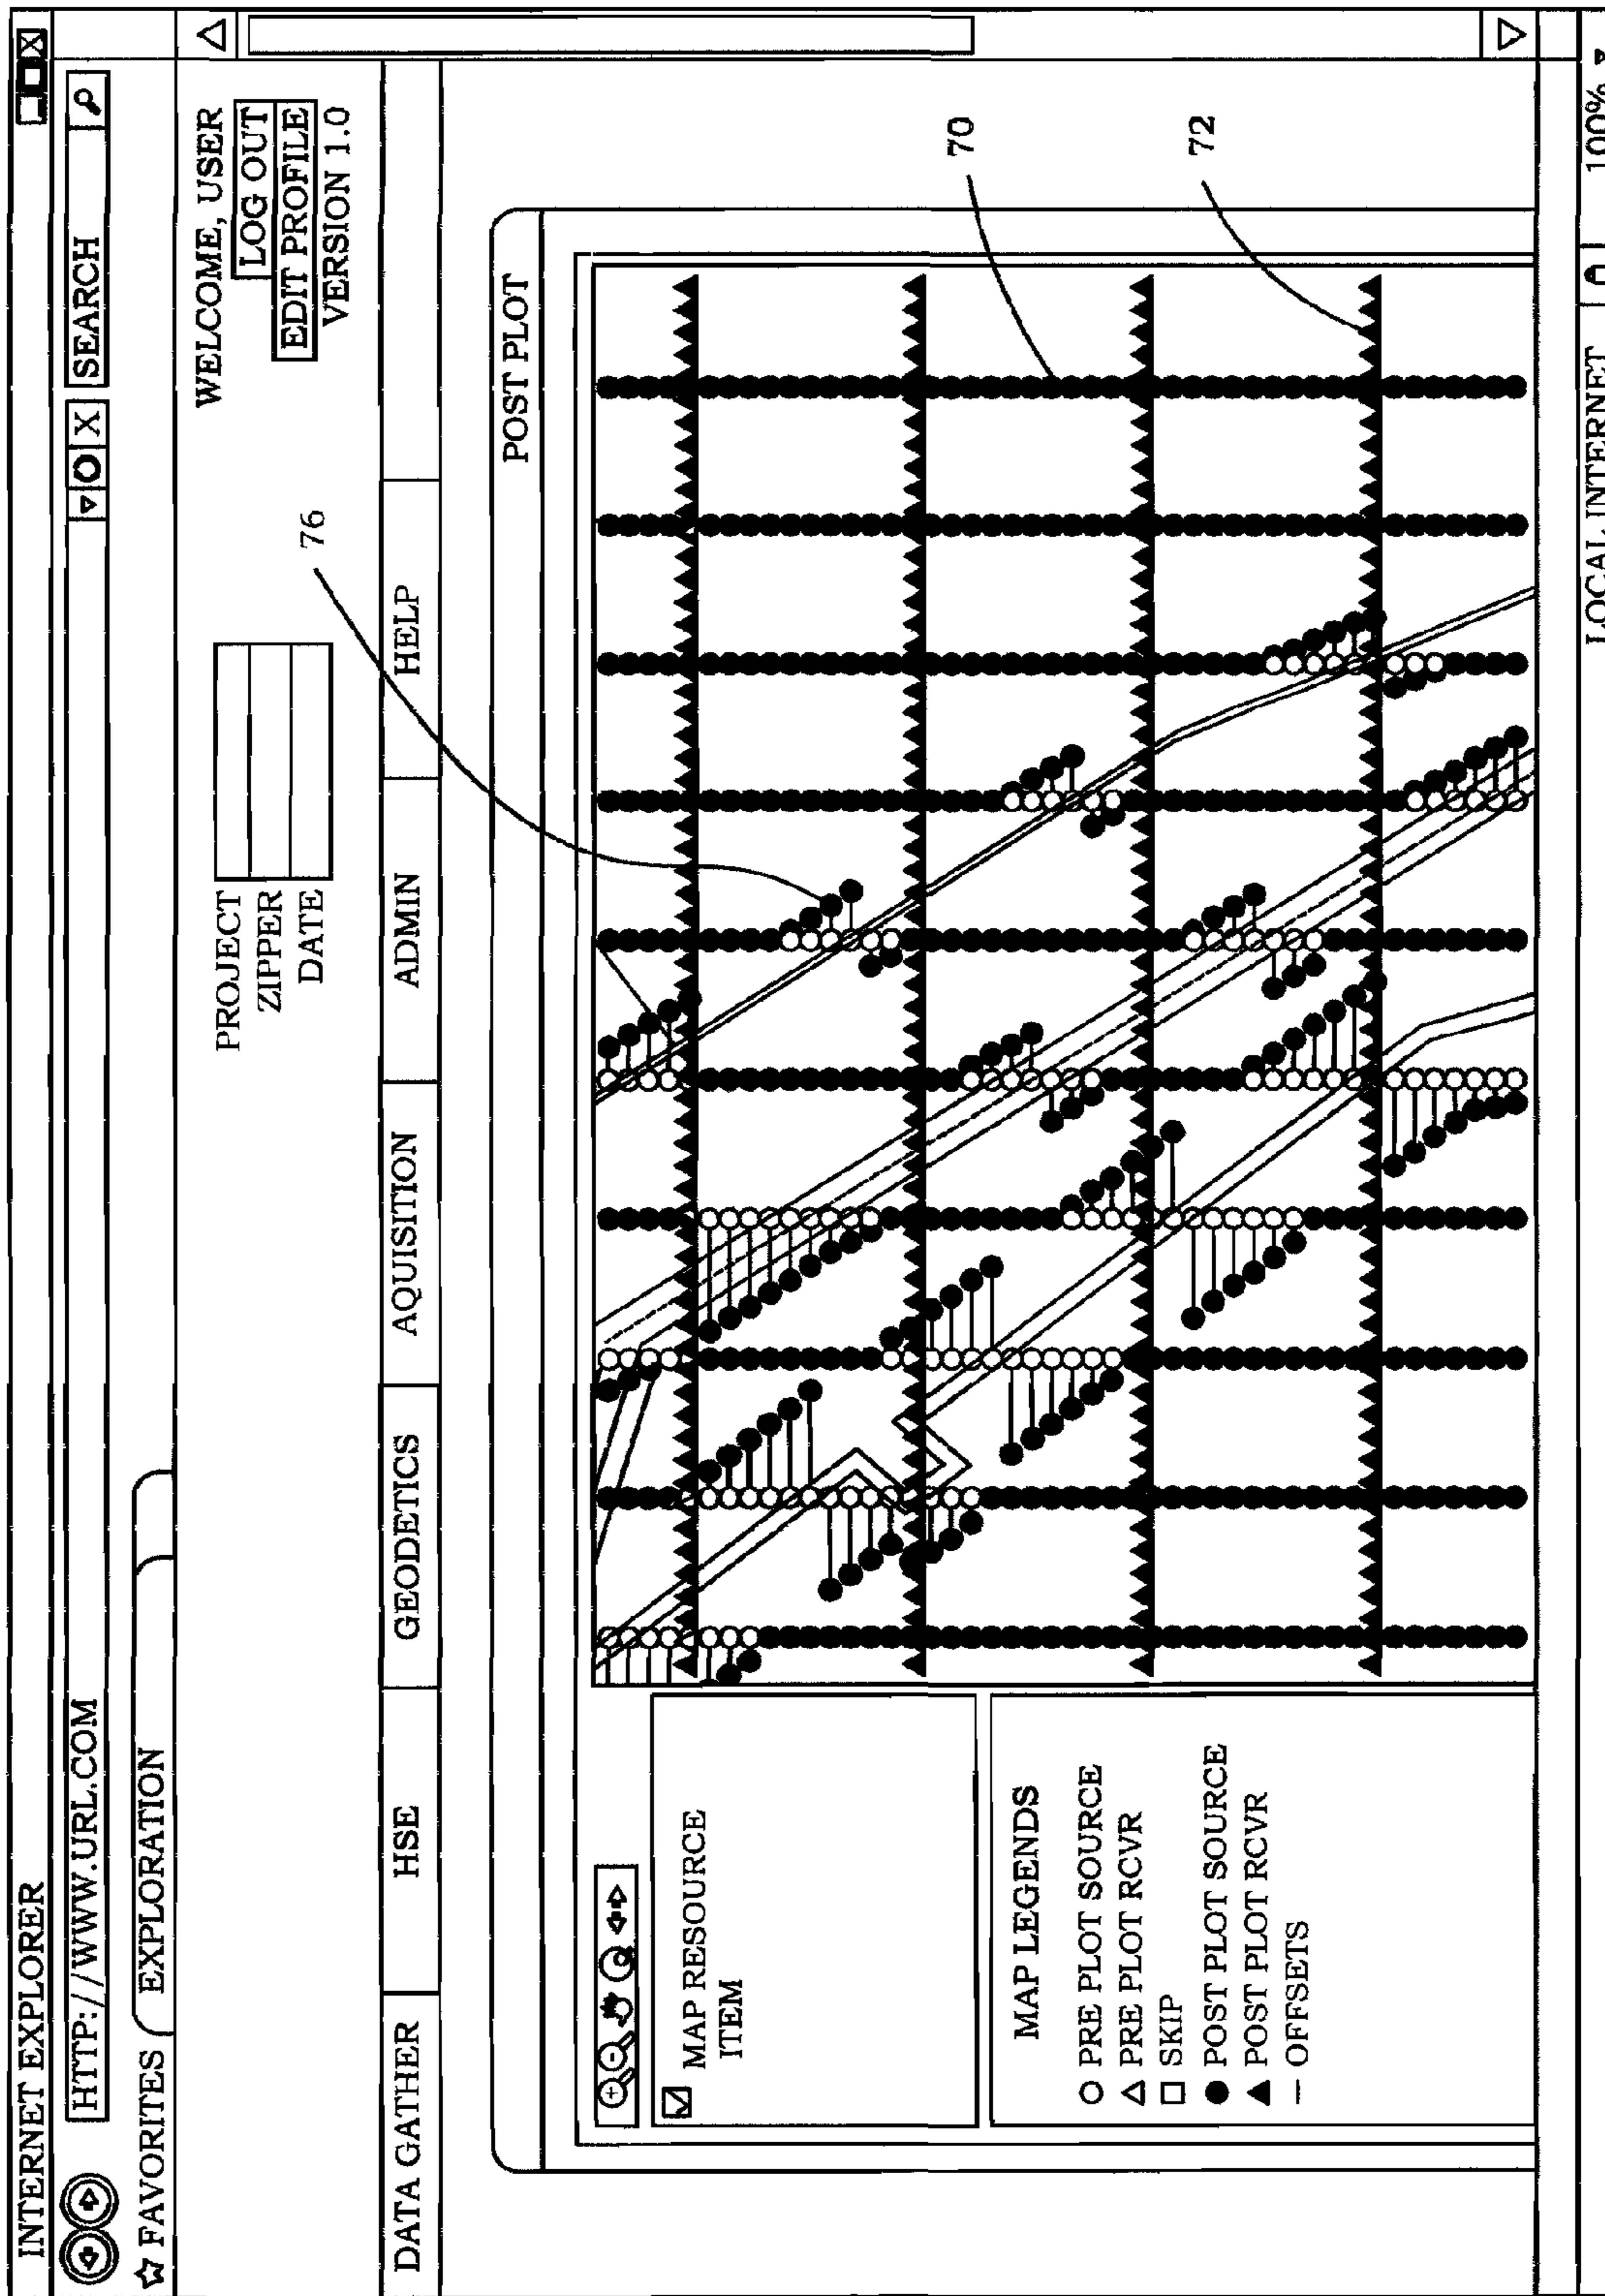 INTERNET EXPLORER
HTTP://WWW.URL.COM
X
SEARCH
FAVORITES
EXPLORATION
WELCOME, USER
LOG OUT
EDIT PROFILE
VERSION 1.0
PROJECT
ZIPPER
DATE
76
DATA GATHER
HSE
GEODETICS
AQUISITION
ADMIN
HELP
POST PLOT
MAP RESOURCE
ITEM
MAP LEGENDS
PRE PLOT SOURCE
PRE PLOT RCVR
SKIP
POST PLOT SOURCE
POST PLOT RCVR
OFFSETS
70
72
LOCAL INTERNET
100%